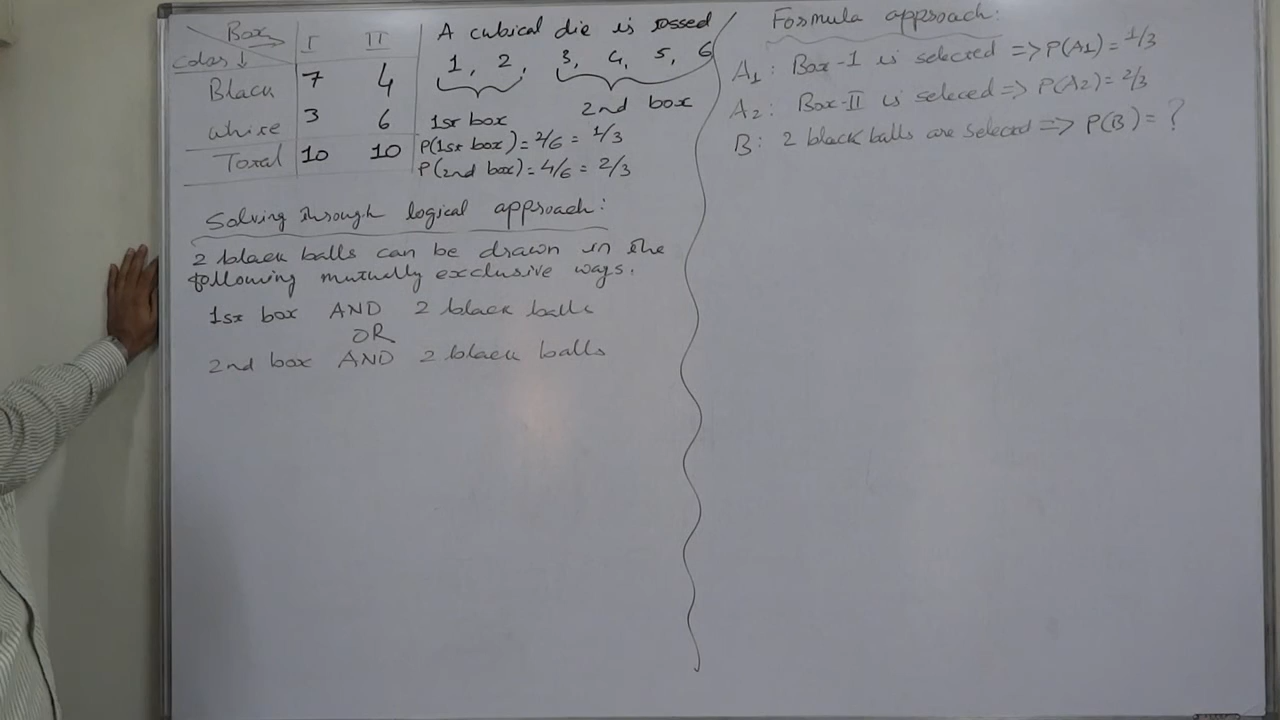 Box I II
Color ↓
Black 7 4
White 3 6
Total 10 10
A cubical die is tossed
1, 2, 3, 4, 5, 6
1st box 2nd box
P(1st box) = 2/6 = 1/3
P(2nd box) = 4/6 = 2/3
Solving through logical approach:
2 black balls can be drawn in the
following mutually exclusive ways.
1st box AND 2 black balls
OR
2nd box AND 2 black balls
Formula approach:
A1: Box-1 is selected => P(A1) = 1/3
A2: Box-II is seleced => P(A2) = 2/3
B: 2 black balls are selected => P(B) = ?